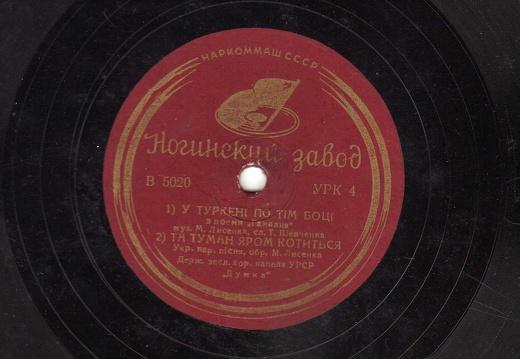 НАРКОММАШ СССР
Ногинский завод
В 5020 УРК 4
1) У ТУРКЕНІ ПО ТІМ БОЦІ
з поеми „Гамалія"
муз. М. Лисенка, сл. Т. Шевченка
2) ТА ТУМАН ЯРОМ КОТИТЬСЯ
Укр. нар. пісня, обр. М. Лисенка
Держ. засл. хор. капела УРСР
„Думка"